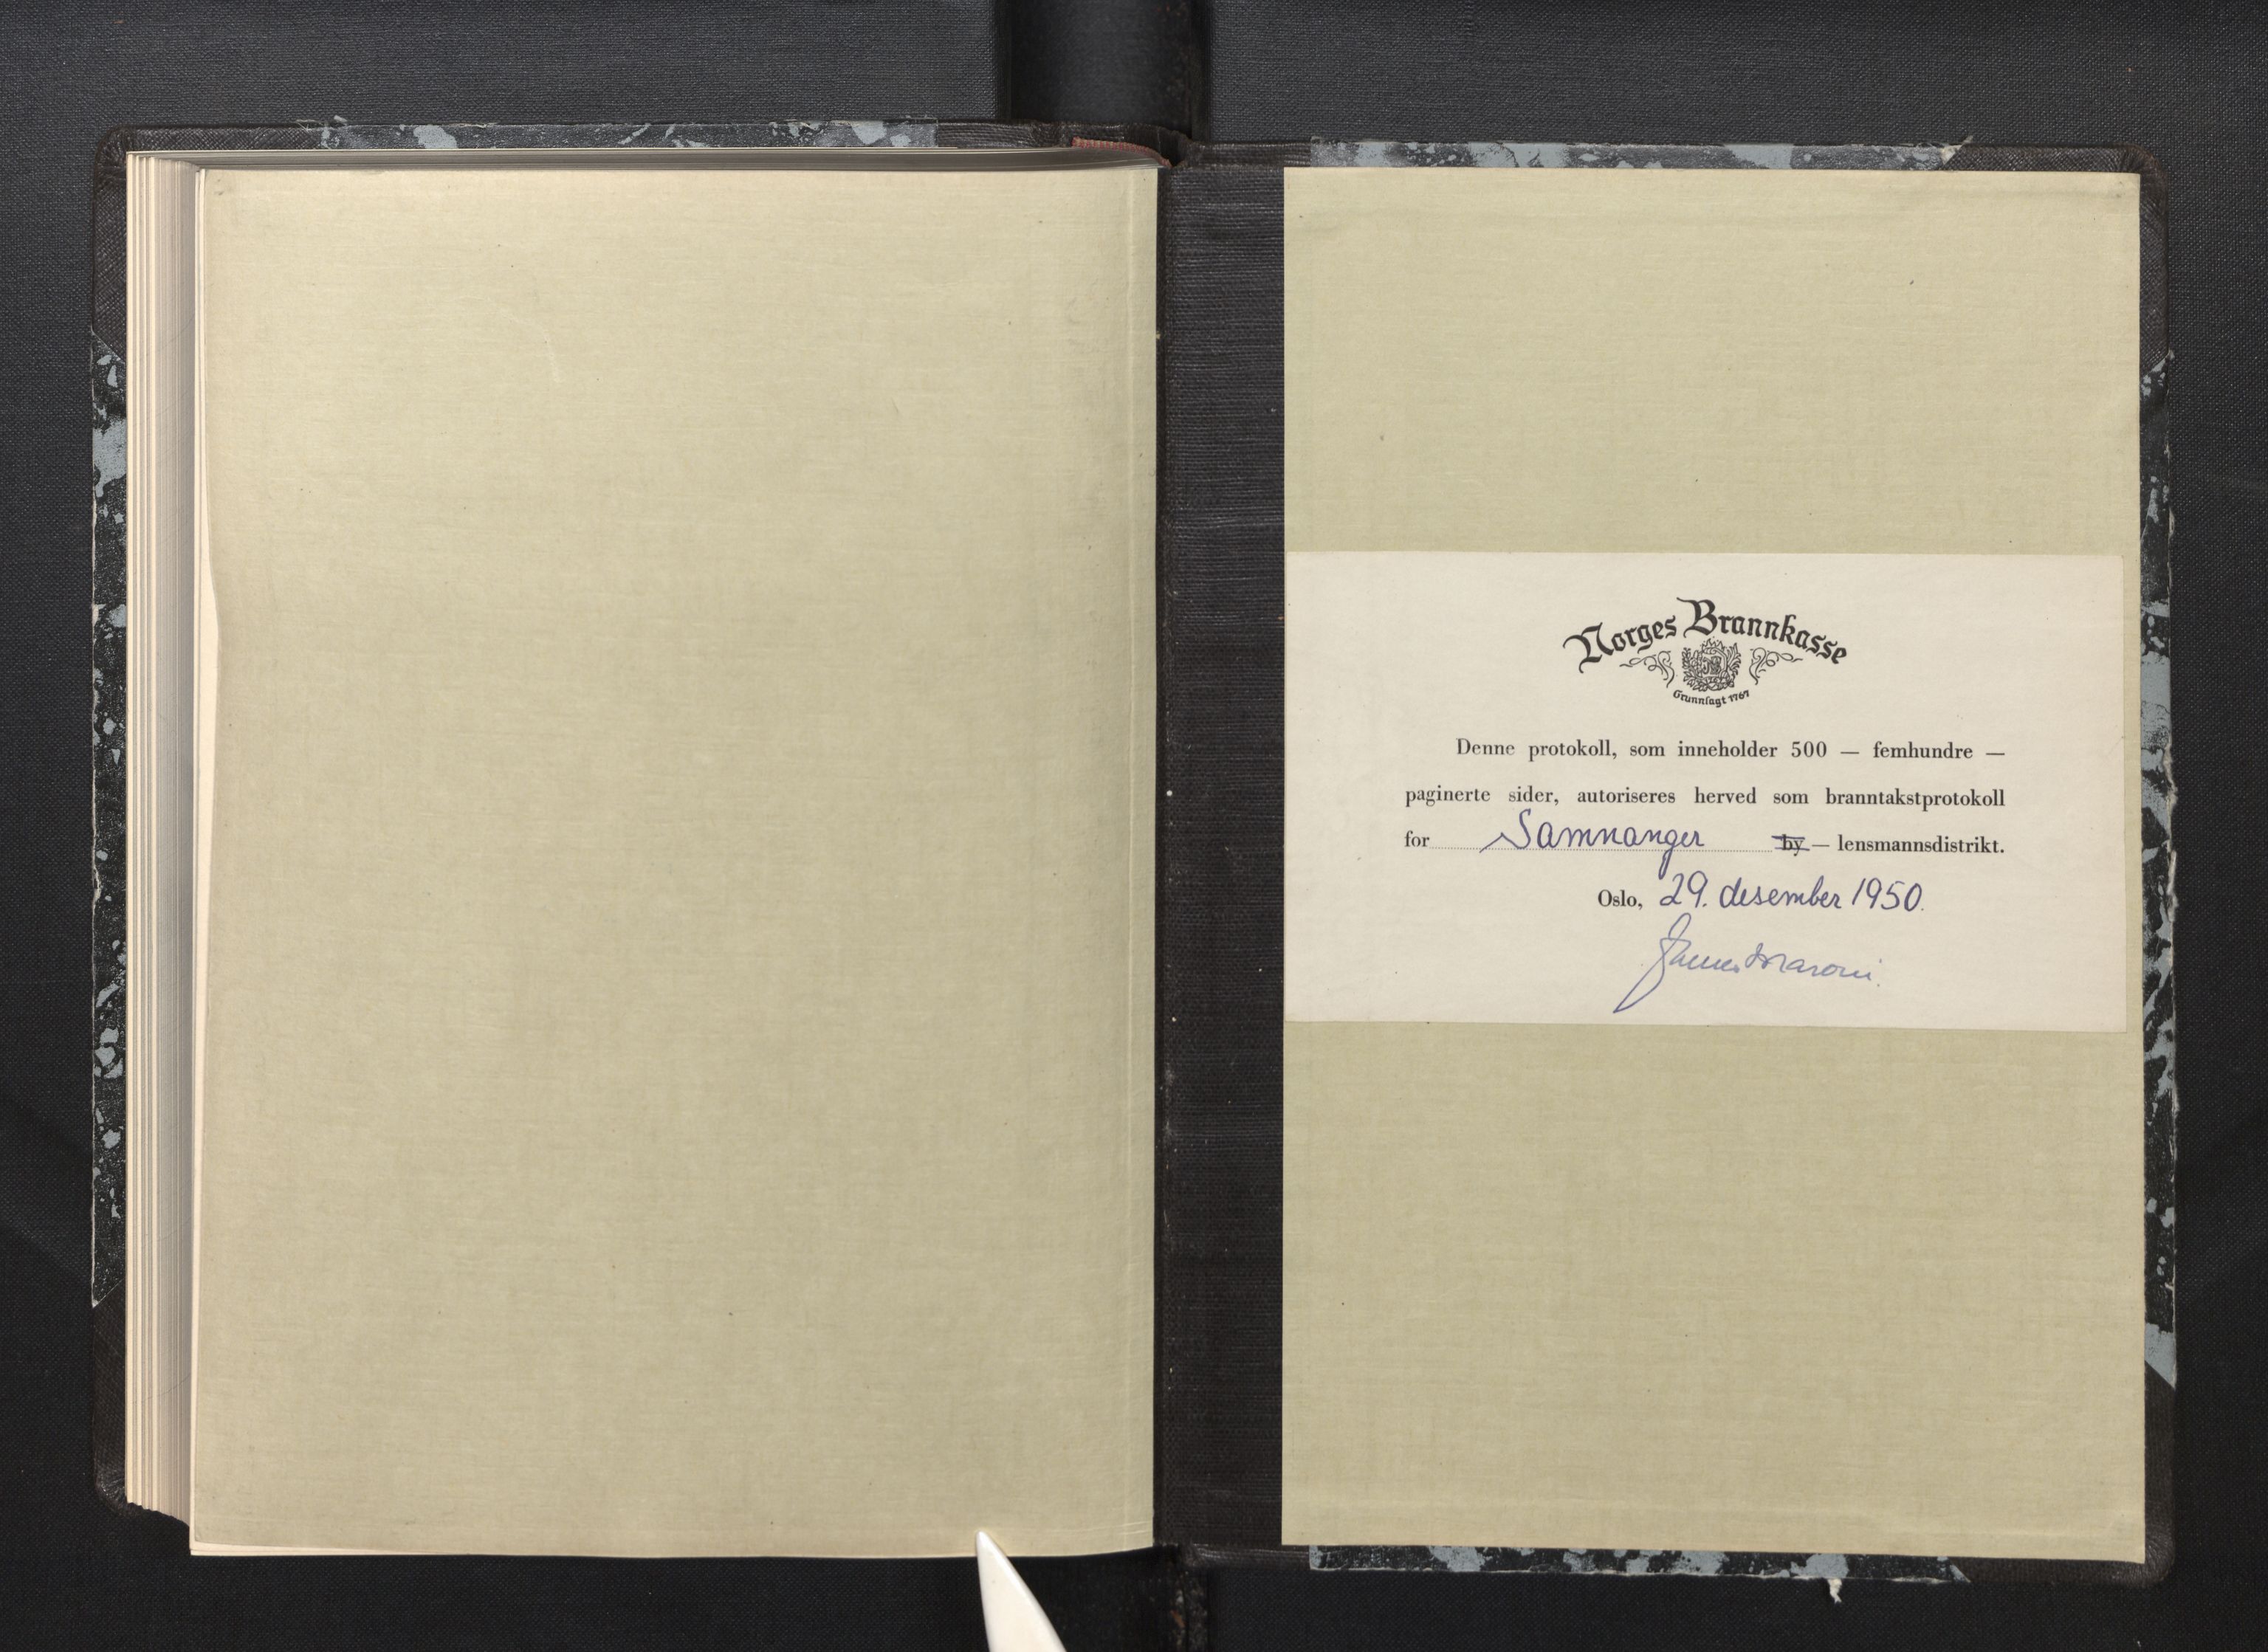 Norges Brannkasse
Grunnlagt 1767
Denne protokoll, som inneholder 500 — femhundre —
paginerte sider, autoriseres herved som branntakstprotokoll
for Samnanger by — lensmannsdistrikt.
Oslo, 29. desember 1950.